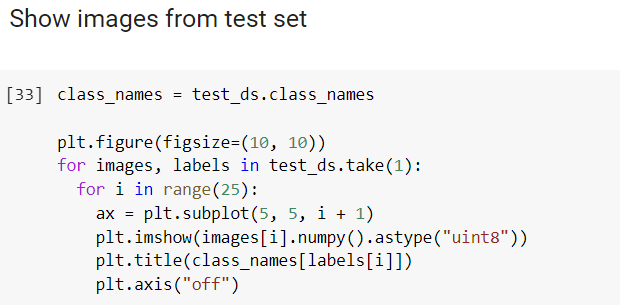 Show images from test set
[33] class_names = test_ds.class_names
plt.figure(figsize=(10, 10))
for images, labels in test_ds.take(1):
  for i in range(25):
    ax = plt.subplot(5, 5, i + 1)
    plt.imshow(images[i].numpy().astype("uint8"))
    plt.title(class_names[labels[i]])
    plt.axis("off")